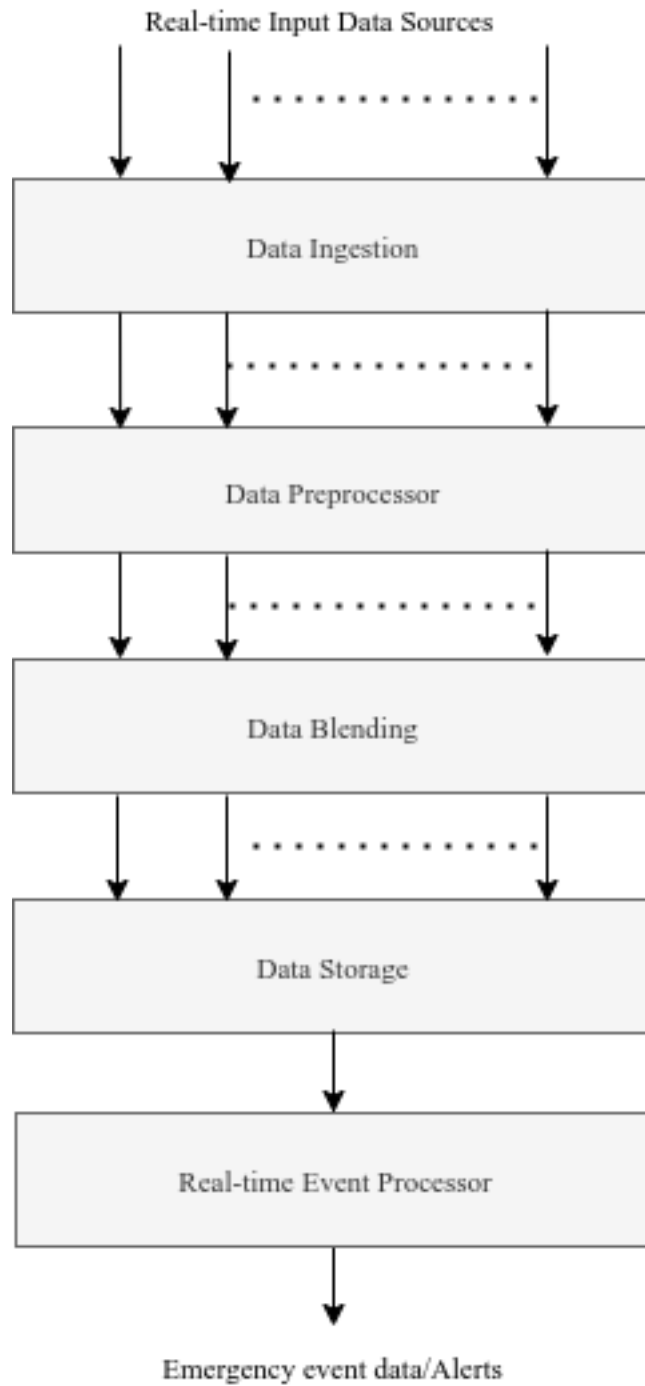 Real-time Input Data Sources
Data Ingestion
Data Preprocessor
Data Blending
Data Storage
Real-time Event Processor
Emergency event data/Alerts